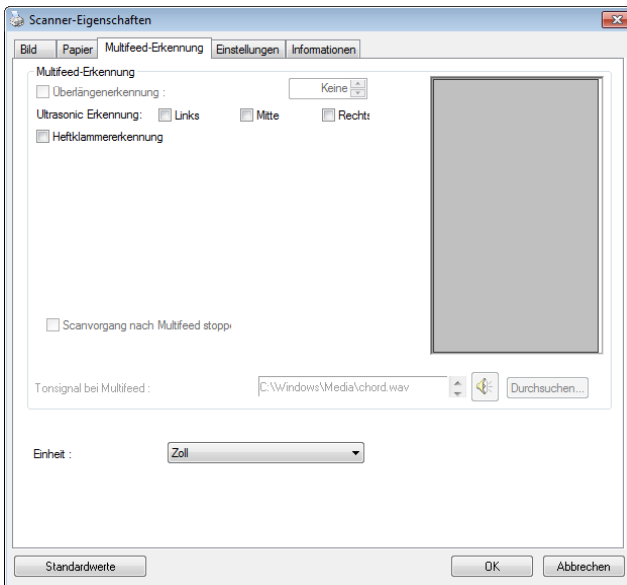 Scanner-Eigenschaften
Bild Papier Multifeed-Erkennung Einstellungen Informationen
Multifeed-Erkennung
Überlängenerkennung : Keine
Ultrasonic Erkennung: Links Mitte Rechts
Heftklammererkennung
Scanvorgang nach Multifeed stoppe
Tonsignal bei Multifeed : C:\Windows\Media\chord.wav Durchsuchen...
Einheit : Zoll
Standardwerte OK Abbrechen